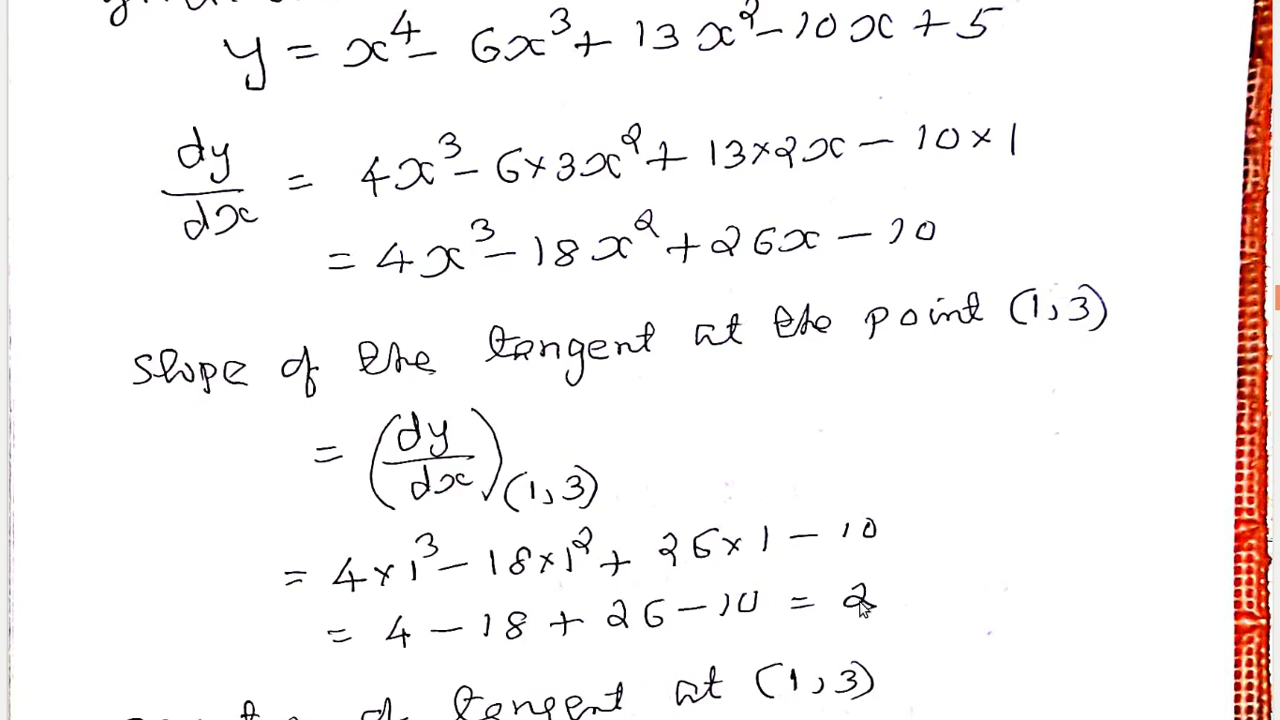 y = x⁴ - 6x³ + 13x² - 10x + 5
dy/dx = 4x³ - 6×3x² + 13×2x - 10×1
= 4x³ - 18x² + 26x - 10
slope of the tangent at the point (1,3)
= (dy/dx)(1,3)
= 4×1³ - 18×1² + 26×1 - 10
= 4 - 18 + 26 - 10 = 2
of tangent at (1,3)